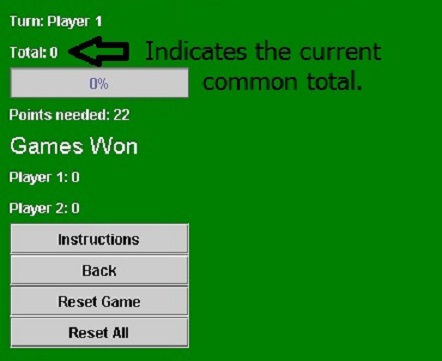 Turn: Player 1
Total: 0
Indicates the current
common total.
0%
Points needed: 22
Games Won
Player 1: 0
Player 2: 0
Instructions
Back
Reset Game
Reset All